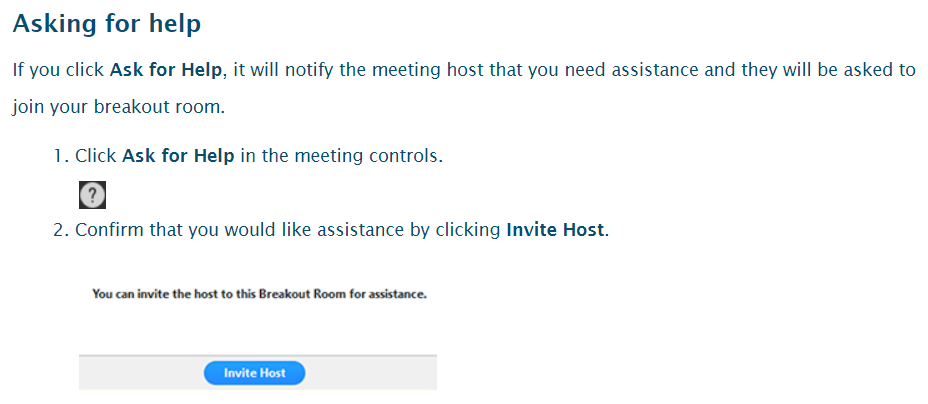 Asking for help
If you click Ask for Help, it will notify the meeting host that you need assistance and they will be asked to
join your breakout room.
1. Click Ask for Help in the meeting controls.
?
2. Confirm that you would like assistance by clicking Invite Host.
You can invite the host to this Breakout Room for assistance.
Invite Host